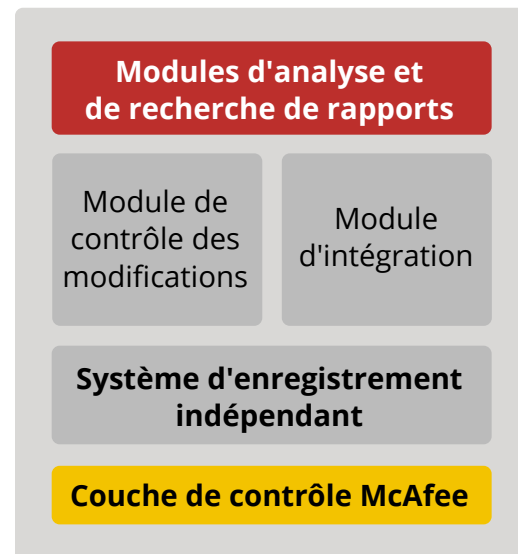 Modules d'analyse et
de recherche de rapports
Module de
contrôle des
modifications
Module
d'intégration
Système d'enregistrement
indépendant
Couche de contrôle McAfee